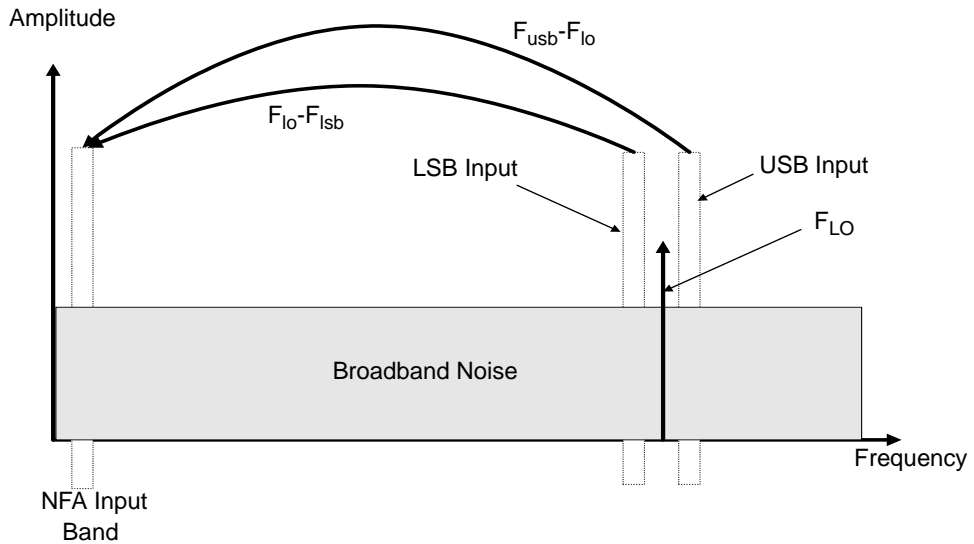 Amplitude
Fusb-Flo
Flo-Flsb
LSB Input
USB Input
FLO
Broadband Noise
Frequency
NFA Input
Band